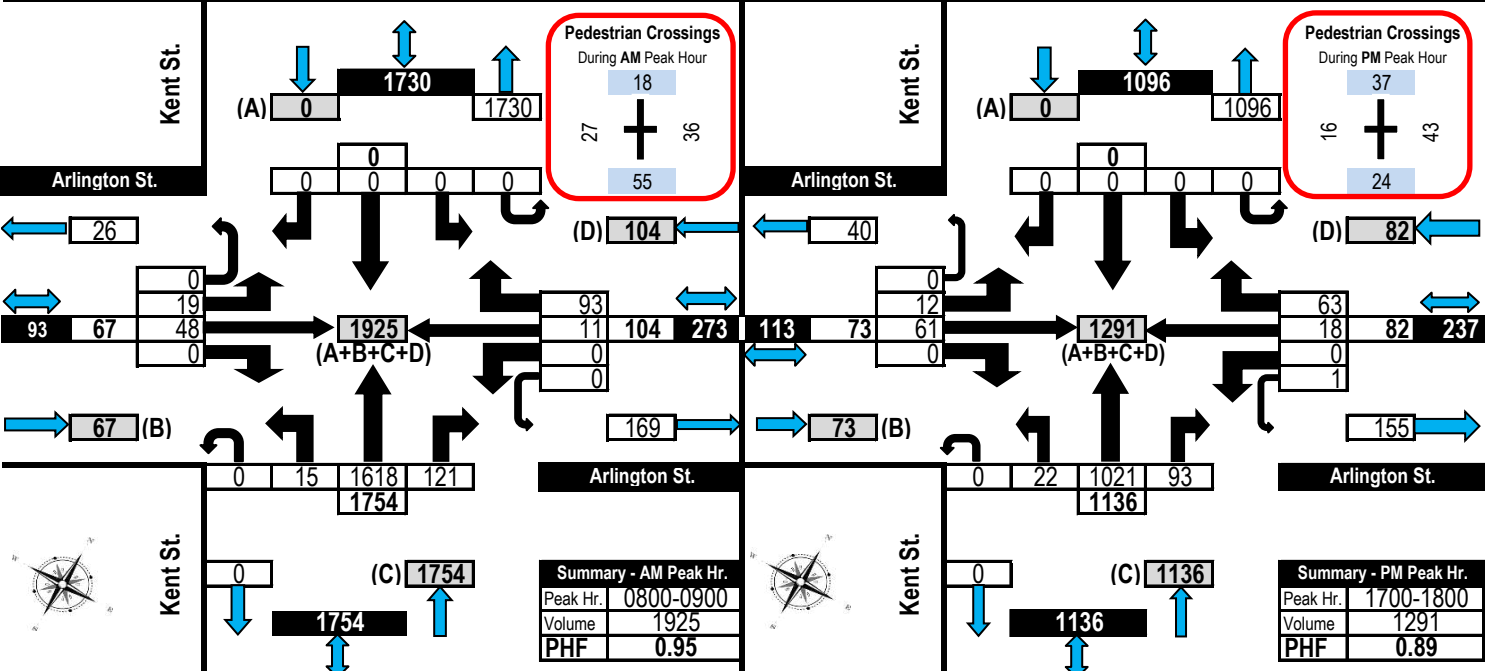 Kent St.
Pedestrian Crossings
During AM Peak Hour
18
27
36
55
1730
(A) 0
1730
0
0 0 0 0
Arlington St.
26
(D) 104
0
19
93 67 48
0
1925
(A+B+C+D)
93
11 104 273
0
0
67 (B)
169
0 15 1618 121
1754
Arlington St.
Kent St.
0
(C) 1754
1754
Summary - AM Peak Hr.
Peak Hr. 0800-0900
Volume 1925
PHF 0.95
Kent St.
Pedestrian Crossings
During PM Peak Hour
37
16
43
24
1096
(A) 0
1096
0
0 0 0 0
Arlington St.
40
(D) 82
0
12
113 73 61
0
1291
(A+B+C+D)
63
18 82 237
0
1
73 (B)
155
0 22 1021 93
1136
Arlington St.
Kent St.
0
(C) 1136
1136
Summary - PM Peak Hr.
Peak Hr. 1700-1800
Volume 1291
PHF 0.89